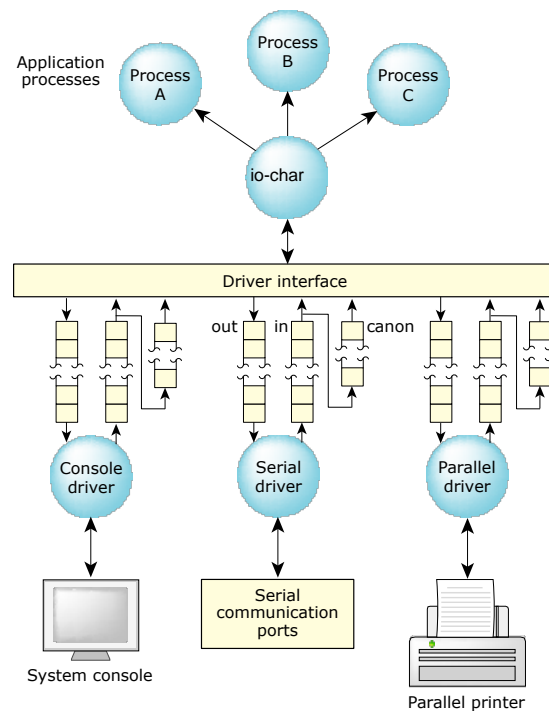 Application
processes
Process
A
Process
B
Process
C
io-char
Driver interface
out
in
canon
Console
driver
Serial
driver
Parallel
driver
Serial
communication
ports
System console
Parallel printer